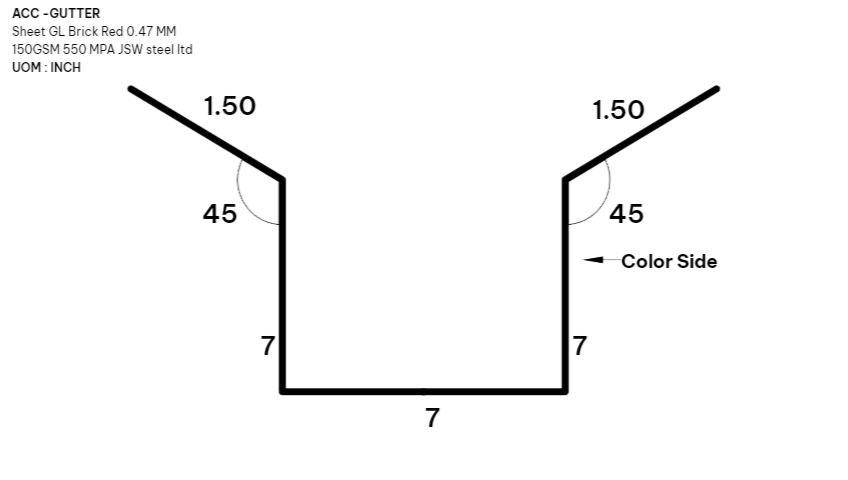 ACC -GUTTER
Sheet GL Brick Red 0.47 MM
150GSM 550 MPA JSW steel ltd
UOM : INCH
1.50
1.50
45
45
Color Side
7
7
7